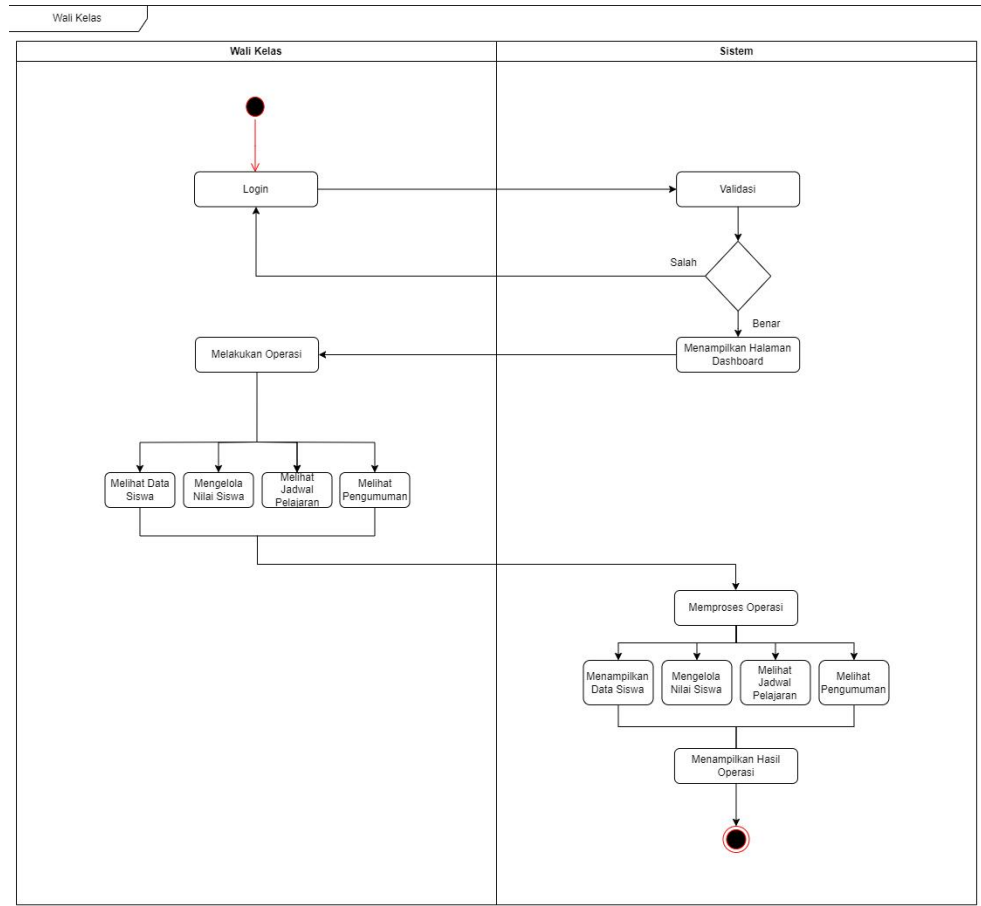 Wali Kelas
Wali Kelas
Sistem
Login
Validasi
Salah
Benar
Melakukan Operasi
Menampilkan Halaman
Dashboard
Melihat Data
Siswa
Mengelola
Nilai Siswa
Melihat
Jadwal
Pelajaran
Melihat
Pengumuman
Memproses Operasi
Menampilkan
Data Siswa
Mengelola
Nilai Siswa
Melihat
Jadwal
Pelajaran
Melihat
Pengumuman
Menampilkan Hasil
Operasi